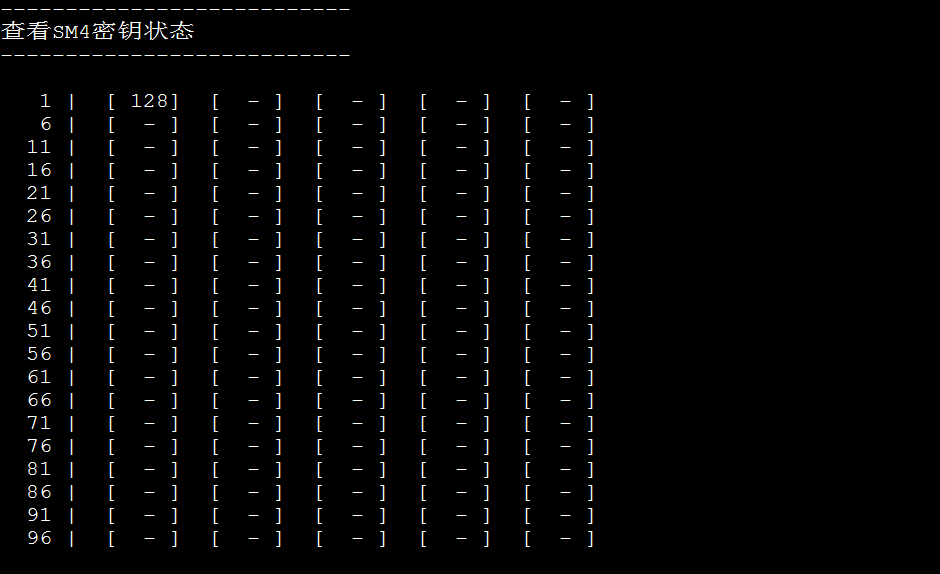 ---------------------------
查看SM4密钥状态
---------------------------
1 | [ 128] [ - ] [ - ] [ - ] [ - ]
6 | [ - ] [ - ] [ - ] [ - ] [ - ]
11 | [ - ] [ - ] [ - ] [ - ] [ - ]
16 | [ - ] [ - ] [ - ] [ - ] [ - ]
21 | [ - ] [ - ] [ - ] [ - ] [ - ]
26 | [ - ] [ - ] [ - ] [ - ] [ - ]
31 | [ - ] [ - ] [ - ] [ - ] [ - ]
36 | [ - ] [ - ] [ - ] [ - ] [ - ]
41 | [ - ] [ - ] [ - ] [ - ] [ - ]
46 | [ - ] [ - ] [ - ] [ - ] [ - ]
51 | [ - ] [ - ] [ - ] [ - ] [ - ]
56 | [ - ] [ - ] [ - ] [ - ] [ - ]
61 | [ - ] [ - ] [ - ] [ - ] [ - ]
66 | [ - ] [ - ] [ - ] [ - ] [ - ]
71 | [ - ] [ - ] [ - ] [ - ] [ - ]
76 | [ - ] [ - ] [ - ] [ - ] [ - ]
81 | [ - ] [ - ] [ - ] [ - ] [ - ]
86 | [ - ] [ - ] [ - ] [ - ] [ - ]
91 | [ - ] [ - ] [ - ] [ - ] [ - ]
96 | [ - ] [ - ] [ - ] [ - ] [ - ]